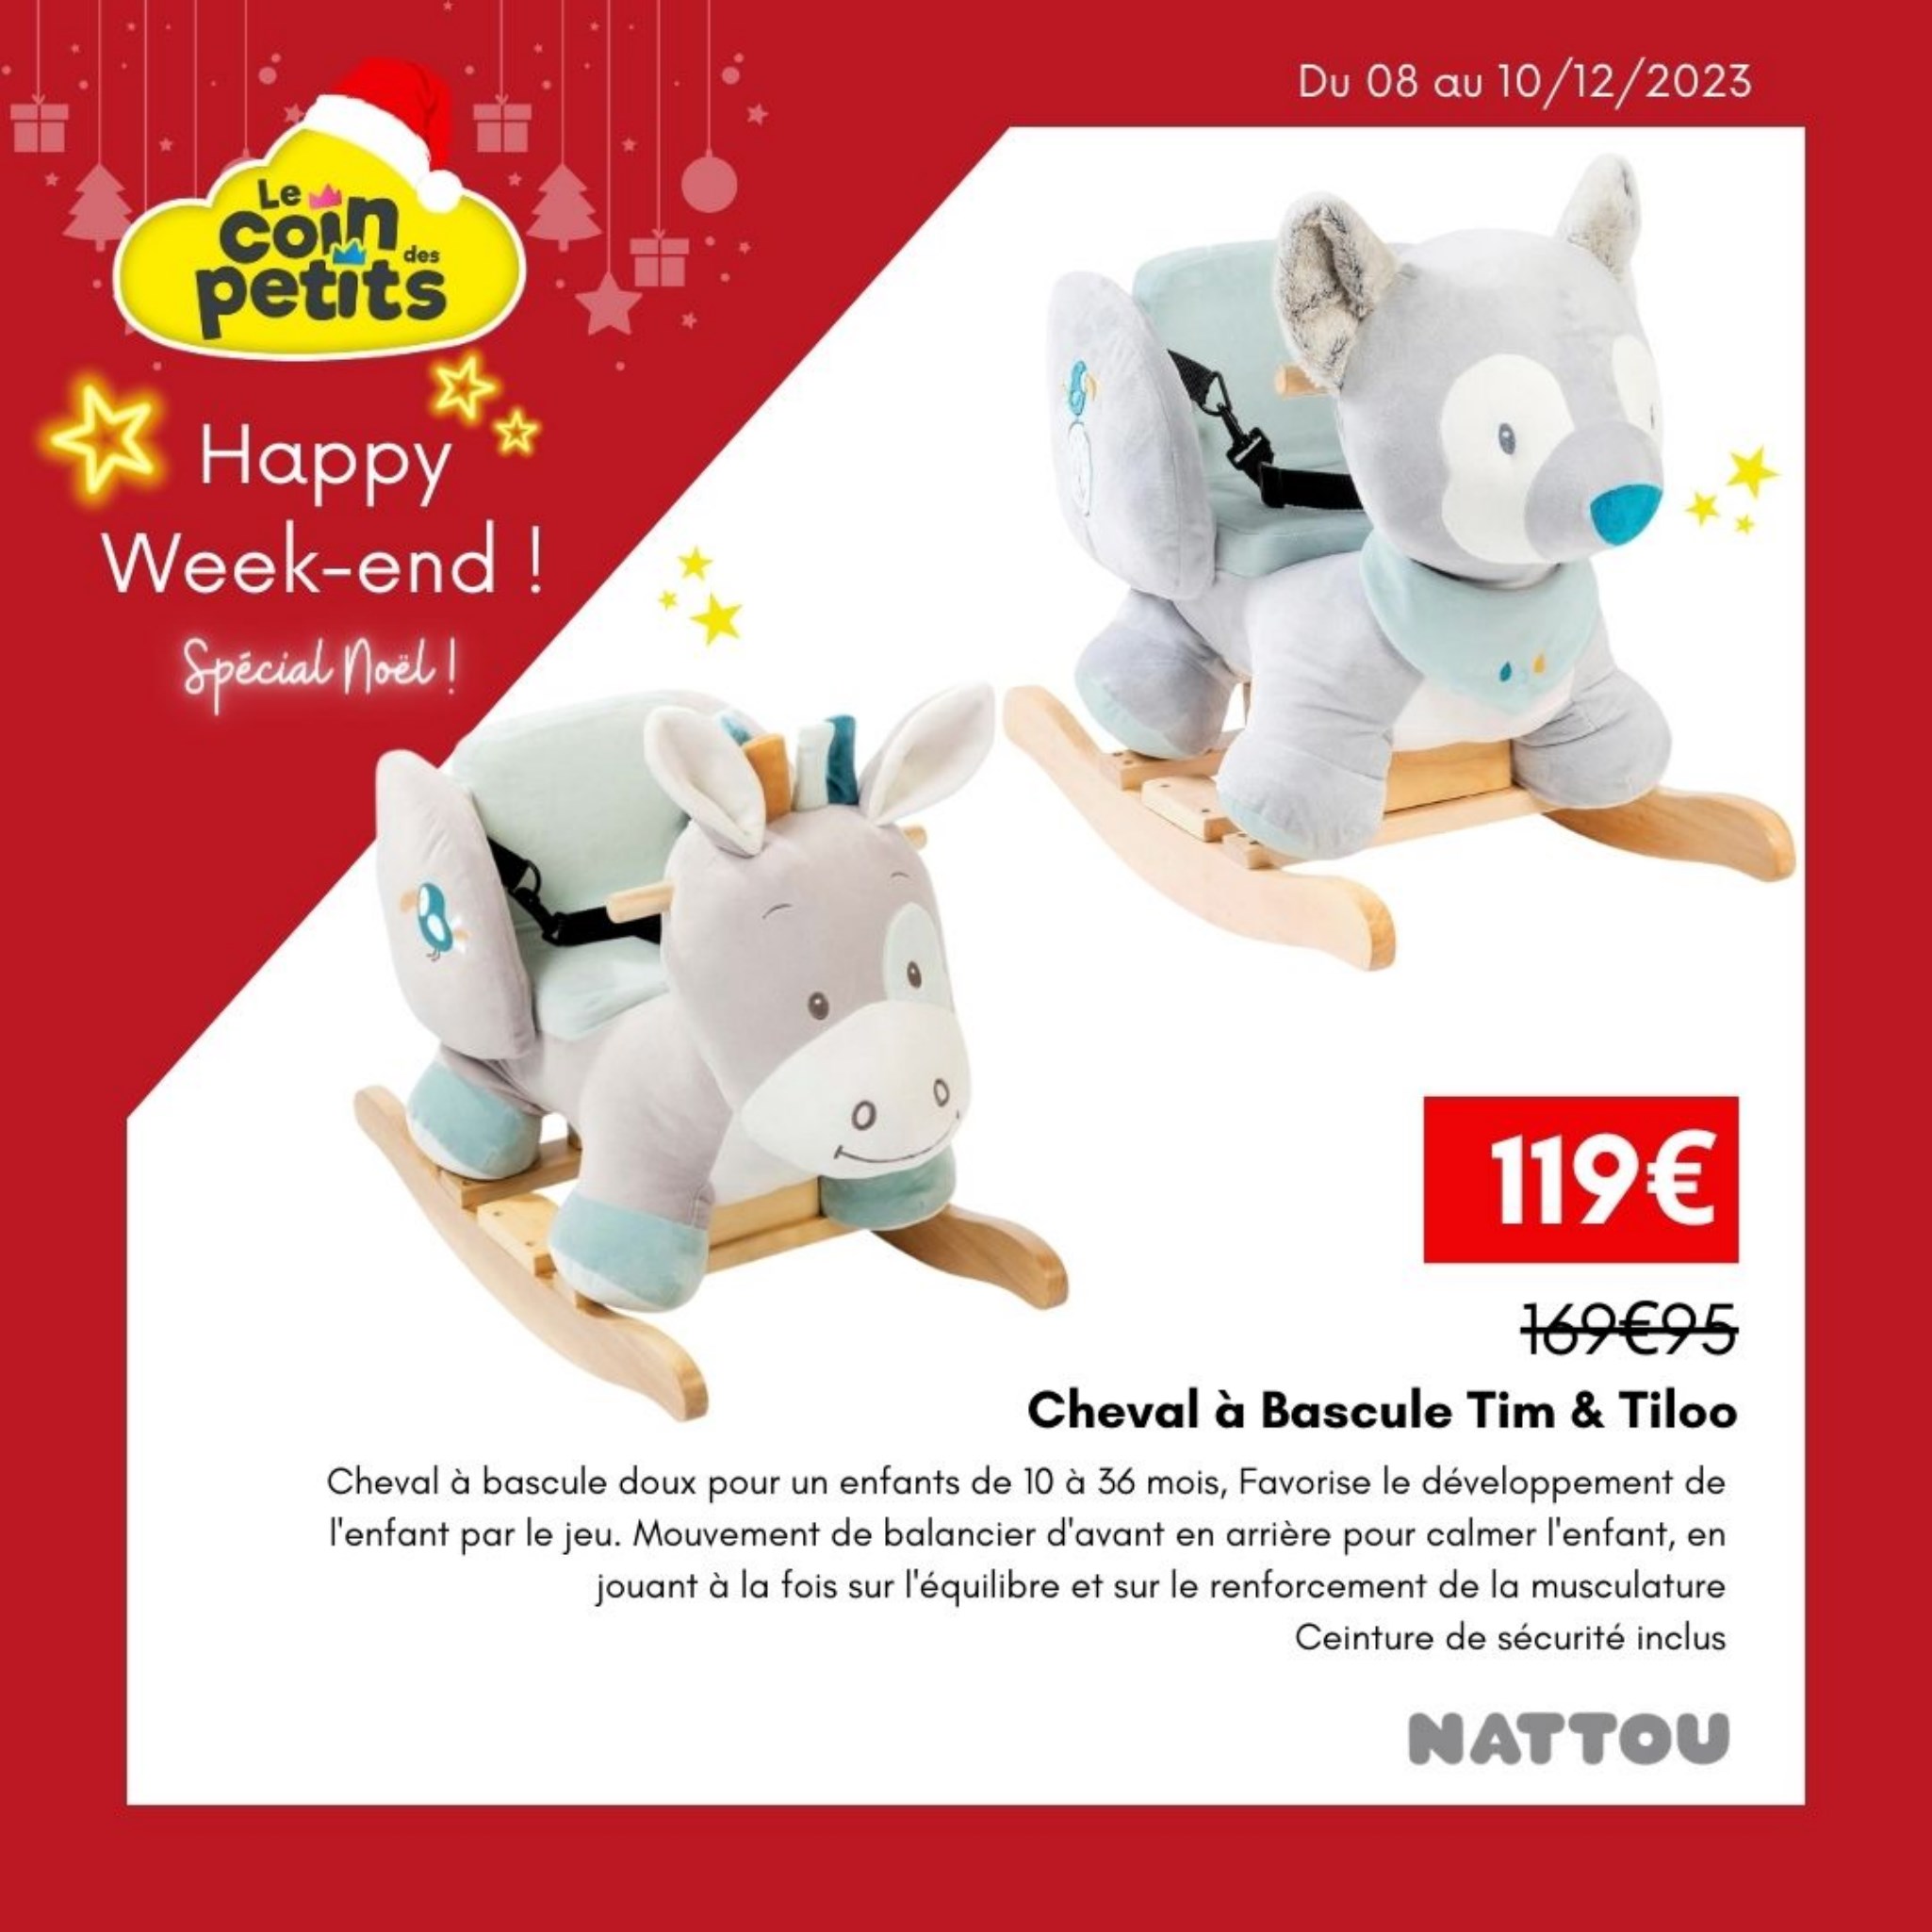 Du 08 au 10/12/2023
Le
coin
des
petits
Happy
Week-end !
Spécial Noël !
119€
169€95
Cheval à Bascule Tim & Tiloo
Cheval à bascule doux pour un enfants de 10 à 36 mois, Favorise le développement de
l'enfant par le jeu. Mouvement de balancier d'avant en arrière pour calmer l'enfant, en
jouant à la fois sur l'équilibre et sur le renforcement de la musculature
Ceinture de sécurité inclus
NATTOU